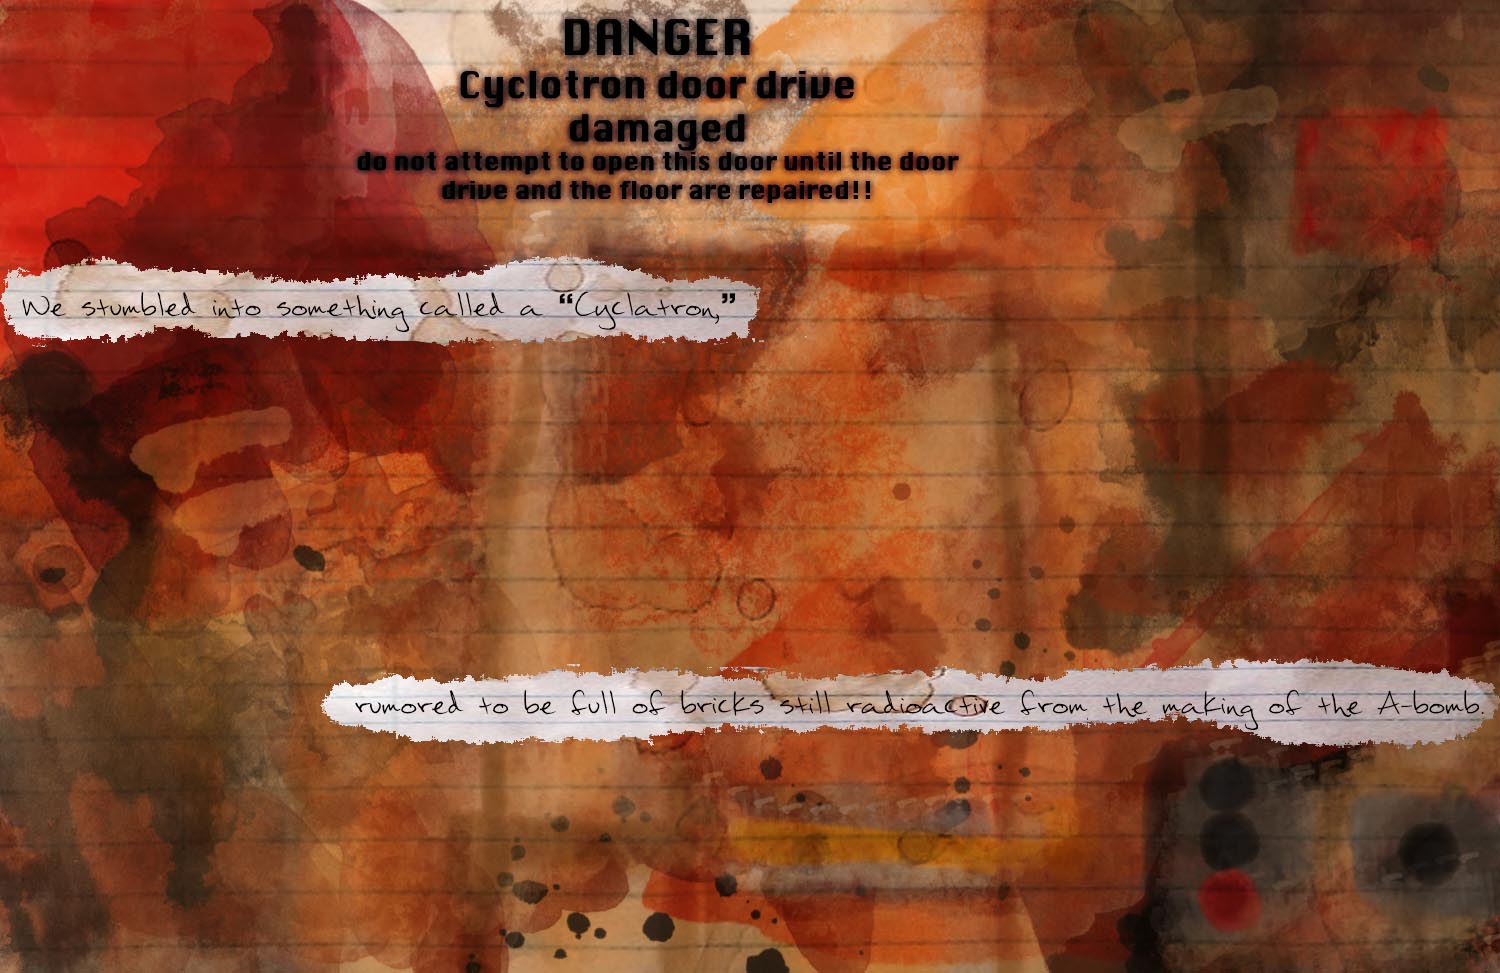 DANGER
Cyclotron door drive
damaged
do not attempt to open this door until the door
drive and the floor are repaired!!
We stumbled into something called a “Cyclatron,”
rumored to be full of bricks still radioactive from the making of the A-bomb.